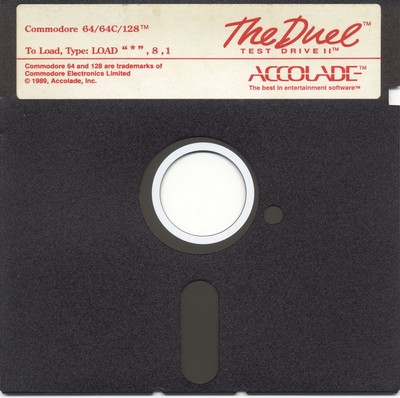 Commodore 64/64C/128™
To Load, Type: LOAD "*",8,1
Commodore 64 and 128 are trademarks of
Commodore Electronics Limited
© 1989, Accolade, Inc.
The Duel™
TEST DRIVE II™
ACCOLADE™
The best in entertainment software™